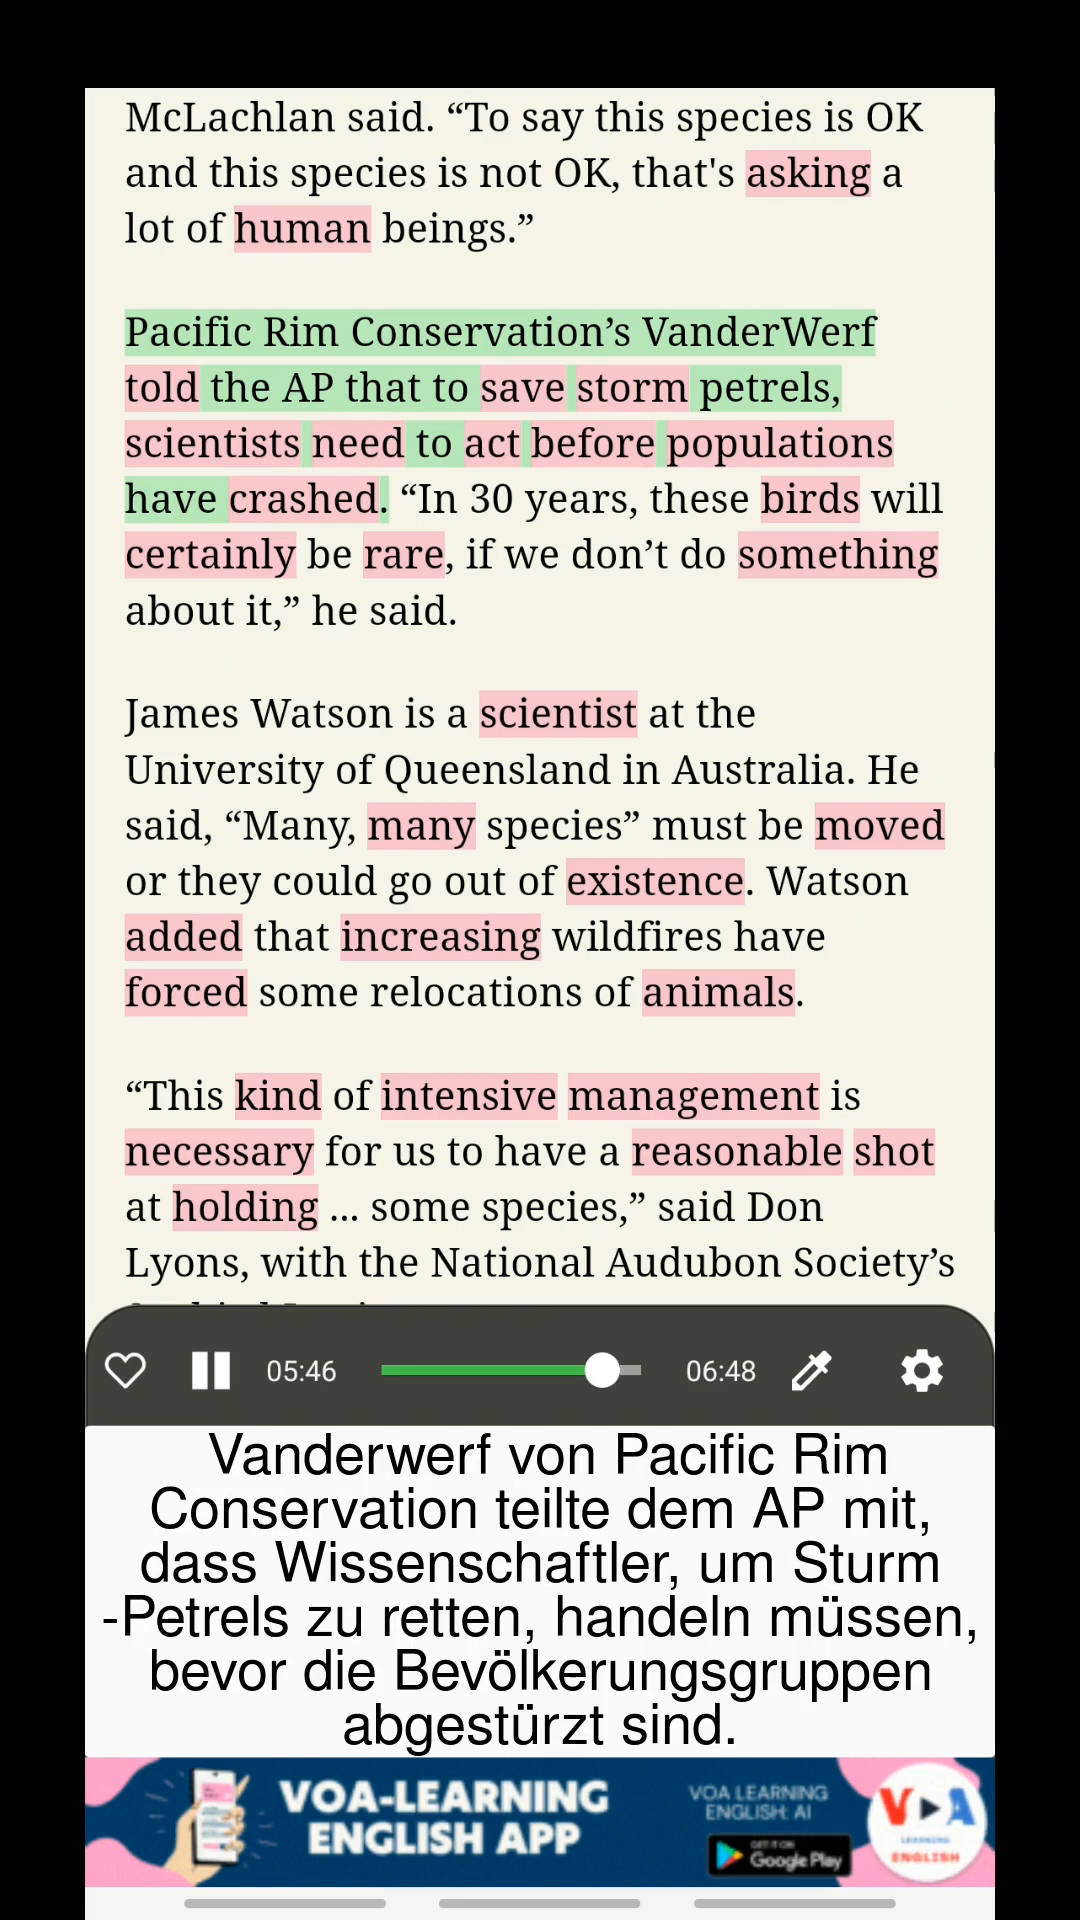 McLachlan said. “To say this species is OK
and this species is not OK, that's asking a
lot of human beings.”
Pacific Rim Conservation’s VanderWerf
told the AP that to save storm petrels,
scientists need to act before populations
have crashed. “In 30 years, these birds will
certainly be rare, if we don’t do something
about it,” he said.
James Watson is a scientist at the
University of Queensland in Australia. He
said, “Many, many species” must be moved
or they could go out of existence. Watson
added that increasing wildfires have
forced some relocations of animals.
“This kind of intensive management is
necessary for us to have a reasonable shot
at holding ... some species,” said Don
Lyons, with the National Audubon Society’s
05:46
06:48
Vanderwerf von Pacific Rim
Conservation teilte dem AP mit,
dass Wissenschaftler, um Sturm
-Petrels zu retten, handeln müssen,
bevor die Bevölkerungsgruppen
abgestürzt sind.
VOA-LEARNING
ENGLISH APP
VOA LEARNING
ENGLISH: AI
GET IT ON
Google Play
VOA
LEARNING
ENGLISH